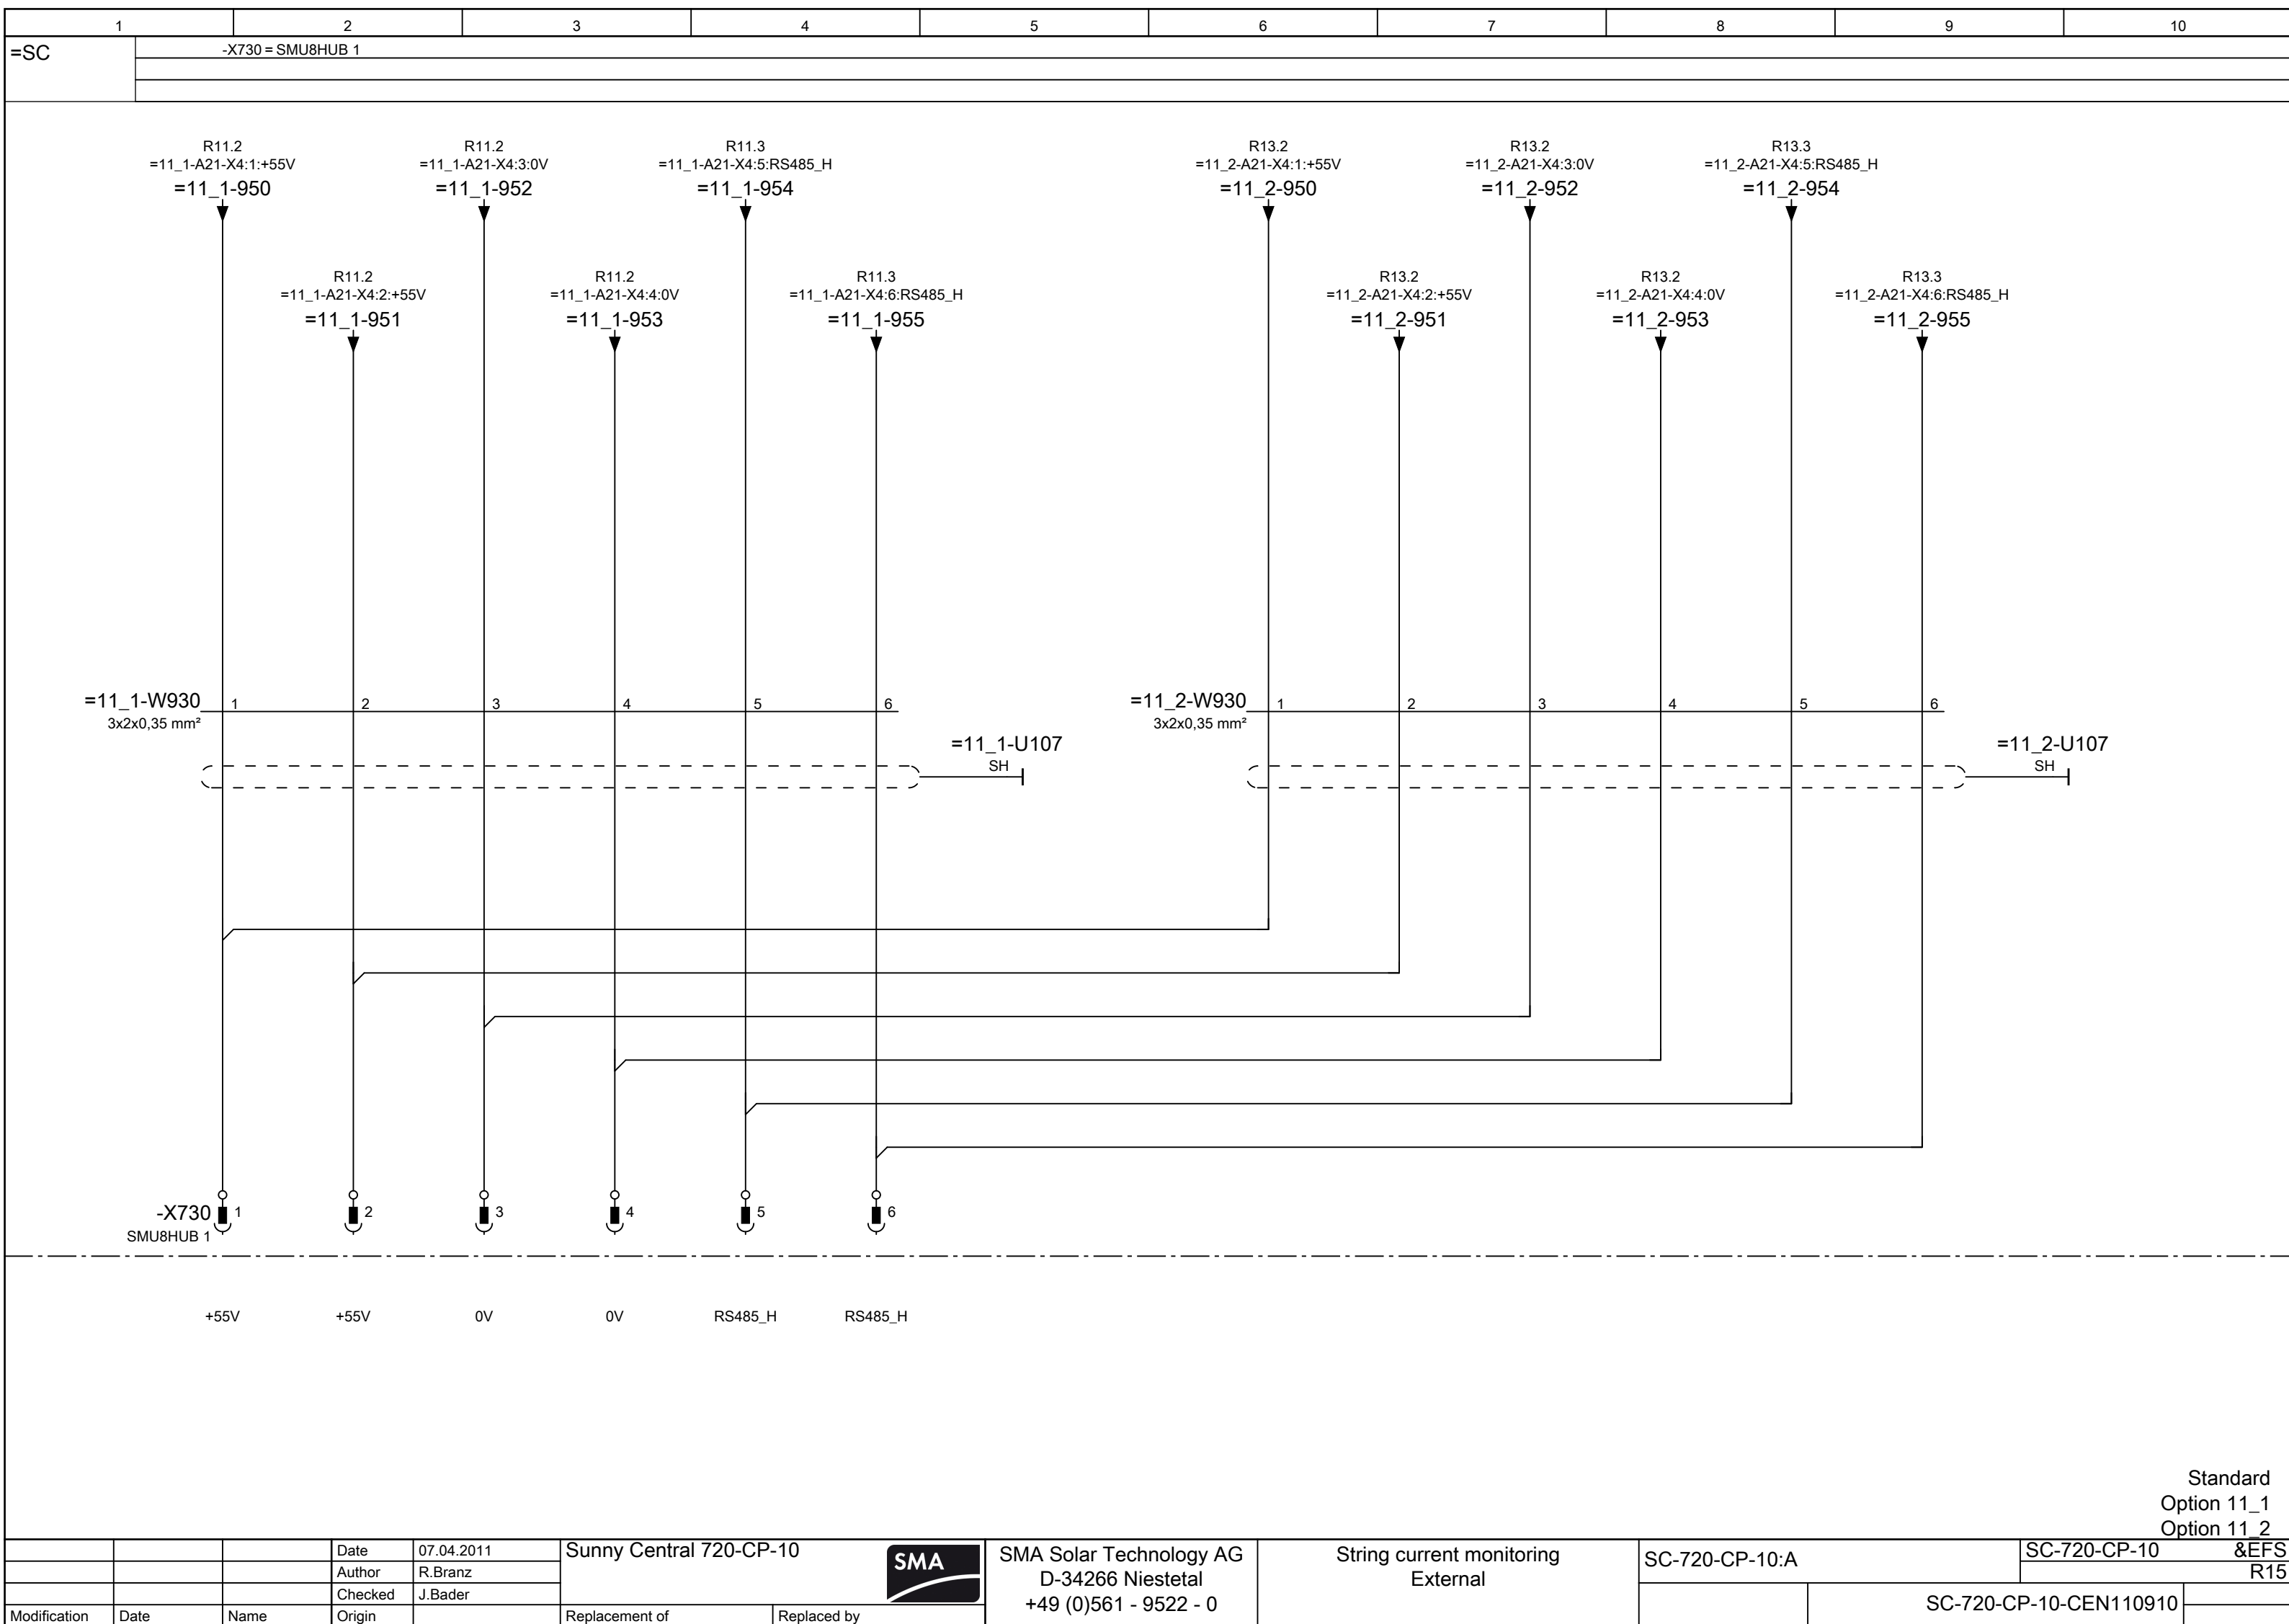 1 2 3 4 5 6 7 8 9 10
=SC
-X730 = SMU8HUB 1
R11.2 R11.2 R11.3 R13.2 R13.2 R13.3
=11_1-A21-X4:1:+55V =11_1-A21-X4:3:0V =11_1-A21-X4:5:RS485_H =11_2-A21-X4:1:+55V =11_2-A21-X4:3:0V =11_2-A21-X4:5:RS485_H
=11_1-950 =11_1-952 =11_1-954 =11_2-950 =11_2-952 =11_2-954
R11.2 R11.2 R11.3 R13.2 R13.2 R13.3
=11_1-A21-X4:2:+55V =11_1-A21-X4:4:0V =11_1-A21-X4:6:RS485_H =11_2-A21-X4:2:+55V =11_2-A21-X4:4:0V =11_2-A21-X4:6:RS485_H
=11_1-951 =11_1-953 =11_1-955 =11_2-951 =11_2-953 =11_2-955
=11_1-W930 1 2 3 4 5 6 =11_2-W930 1 2 3 4 5 6
3x2x0,35 mm² 3x2x0,35 mm²
=11_1-U107 =11_2-U107
SH SH
-X730 1 2 3 4 5 6
SMU8HUB 1
+55V +55V 0V 0V RS485_H RS485_H
Standard
Option 11_1
Option 11_2
Date 07.04.2011
Author R.Branz
Checked J.Bader
Modification Date Name Origin
Sunny Central 720-CP-10
SMA
Replacement of Replaced by
SMA Solar Technology AG
D-34266 Niestetal
+49 (0)561 - 9522 - 0
String current monitoring
External
SC-720-CP-10:A
SC-720-CP-10 &EFS
R15
SC-720-CP-10-CEN110910